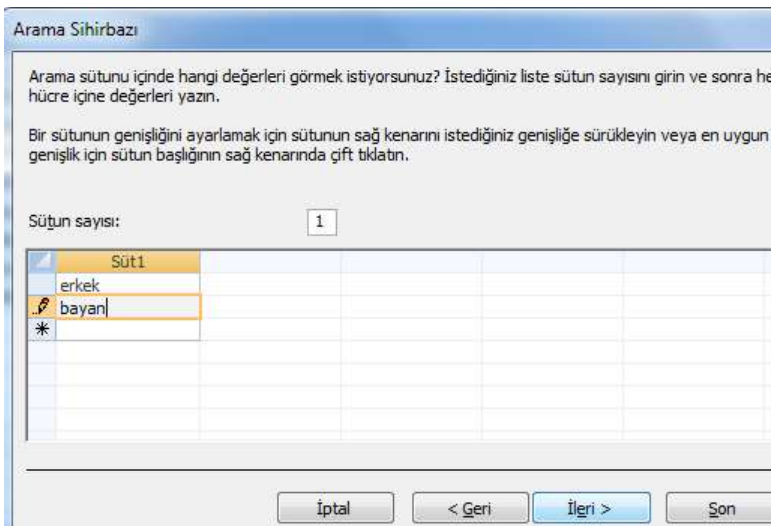 Arama Sihirbazı
Arama sütunu içinde hangi değerleri görmek istiyorsunuz? İstediğiniz liste sütun sayısını girin ve sonra he
hücre içine değerleri yazın.
Bir sütunun genişliğini ayarlamak için sütunun sağ kenarını istediğiniz genişliğe sürükleyin veya en uygun
genişlik için sütun başlığının sağ kenarında çift tıklatın.
Sütun sayısı: 1
Süt1
erkek
bayan
İptal < Geri İleri > Son